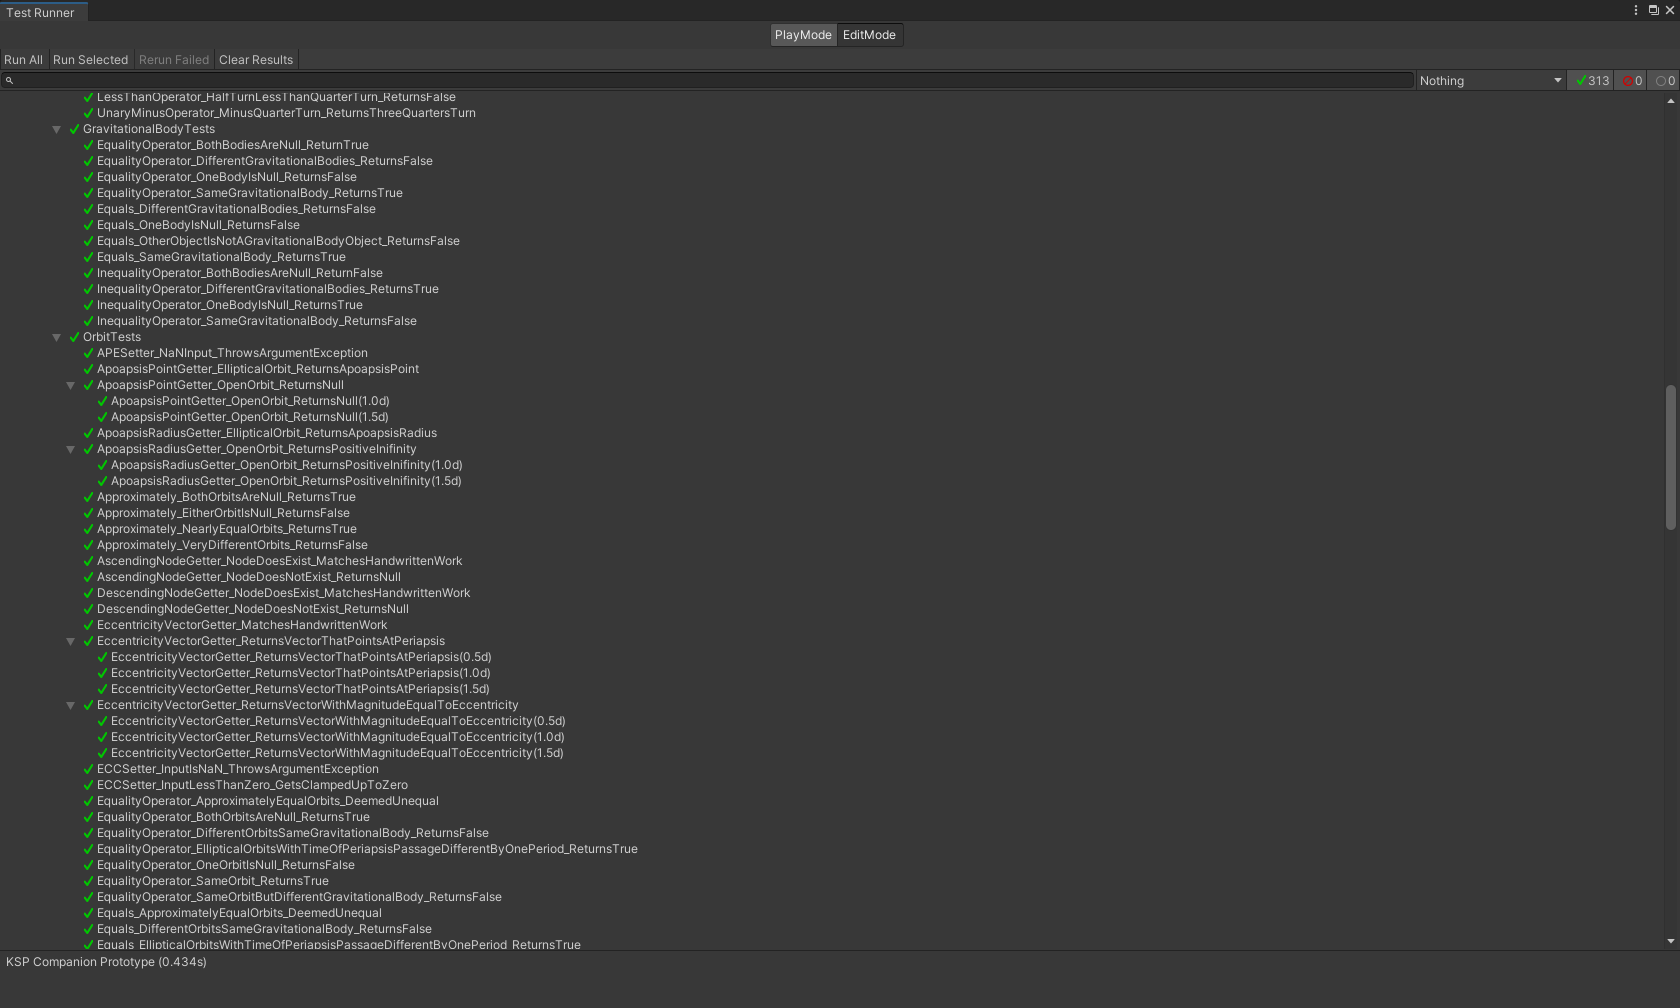 Test Runner
PlayMode EditMode
Run All Run Selected Rerun Failed Clear Results
Nothing 313 0 0
LessThanOperator_HalfTurnLessThanQuarterTurn_ReturnsFalse
UnaryMinusOperator_MinusQuarterTurn_ReturnsThreeQuartersTurn
GravitationalBodyTests
EqualityOperator_BothBodiesAreNull_ReturnTrue
EqualityOperator_DifferentGravitationalBodies_ReturnsFalse
EqualityOperator_OneBodyIsNull_ReturnsFalse
EqualityOperator_SameGravitationalBody_ReturnsTrue
Equals_DifferentGravitationalBodies_ReturnsFalse
Equals_OneBodyIsNull_ReturnsFalse
Equals_OtherObjectIsNotAGravitationalBodyObject_ReturnsFalse
Equals_SameGravitationalBody_ReturnsTrue
InequalityOperator_BothBodiesAreNull_ReturnFalse
InequalityOperator_DifferentGravitationalBodies_ReturnsTrue
InequalityOperator_OneBodyIsNull_ReturnsTrue
InequalityOperator_SameGravitationalBody_ReturnsFalse
OrbitTests
APESetter_NaNInput_ThrowsArgumentException
ApoapsisPointGetter_EllipticalOrbit_ReturnsApoapsisPoint
ApoapsisPointGetter_OpenOrbit_ReturnsNull
ApoapsisPointGetter_OpenOrbit_ReturnsNull(1.0d)
ApoapsisPointGetter_OpenOrbit_ReturnsNull(1.5d)
ApoapsisRadiusGetter_EllipticalOrbit_ReturnsApoapsisRadius
ApoapsisRadiusGetter_OpenOrbit_ReturnsPositiveInifinity
ApoapsisRadiusGetter_OpenOrbit_ReturnsPositiveInifinity(1.0d)
ApoapsisRadiusGetter_OpenOrbit_ReturnsPositiveInifinity(1.5d)
Approximately_BothOrbitsAreNull_ReturnsTrue
Approximately_EitherOrbitIsNull_ReturnsFalse
Approximately_NearlyEqualOrbits_ReturnsTrue
Approximately_VeryDifferentOrbits_ReturnsFalse
AscendingNodeGetter_NodeDoesExist_MatchesHandwrittenWork
AscendingNodeGetter_NodeDoesNotExist_ReturnsNull
DescendingNodeGetter_NodeDoesExist_MatchesHandwrittenWork
DescendingNodeGetter_NodeDoesNotExist_ReturnsNull
EccentricityVectorGetter_MatchesHandwrittenWork
EccentricityVectorGetter_ReturnsVectorThatPointsAtPeriapsis
EccentricityVectorGetter_ReturnsVectorThatPointsAtPeriapsis(0.5d)
EccentricityVectorGetter_ReturnsVectorThatPointsAtPeriapsis(1.0d)
EccentricityVectorGetter_ReturnsVectorThatPointsAtPeriapsis(1.5d)
EccentricityVectorGetter_ReturnsVectorWithMagnitudeEqualToEccentricity
EccentricityVectorGetter_ReturnsVectorWithMagnitudeEqualToEccentricity(0.5d)
EccentricityVectorGetter_ReturnsVectorWithMagnitudeEqualToEccentricity(1.0d)
EccentricityVectorGetter_ReturnsVectorWithMagnitudeEqualToEccentricity(1.5d)
ECCSetter_InputIsNaN_ThrowsArgumentException
ECCSetter_InputLessThanZero_GetsClampedUpToZero
EqualityOperator_ApproximatelyEqualOrbits_DeemedUnequal
EqualityOperator_BothOrbitsAreNull_ReturnsTrue
EqualityOperator_DifferentOrbitsSameGravitationalBody_ReturnsFalse
EqualityOperator_EllipticalOrbitsWithTimeOfPeriapsisPassageDifferentByOnePeriod_ReturnsTrue
EqualityOperator_OneOrbitIsNull_ReturnsFalse
EqualityOperator_SameOrbit_ReturnsTrue
EqualityOperator_SameOrbitButDifferentGravitationalBody_ReturnsFalse
Equals_ApproximatelyEqualOrbits_DeemedUnequal
Equals_DifferentOrbitsSameGravitationalBody_ReturnsFalse
Equals_EllipticalOrbitsWithTimeOfPeriapsisPassageDifferentByOnePeriod_ReturnsTrue
KSP Companion Prototype (0.434s)